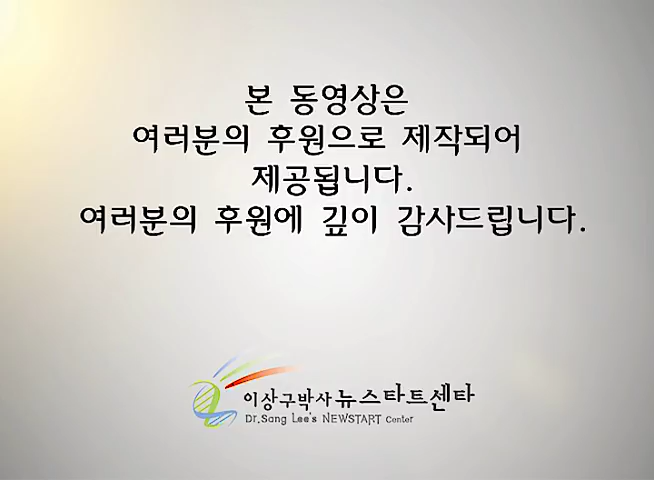 본 동영상은
여러분의 후원으로 제작되어
제공됩니다.
여러분의 후원에 깊이 감사드립니다.
이상구박사 뉴스타트센타
Dr.Sang Lee's NEWSTART Center